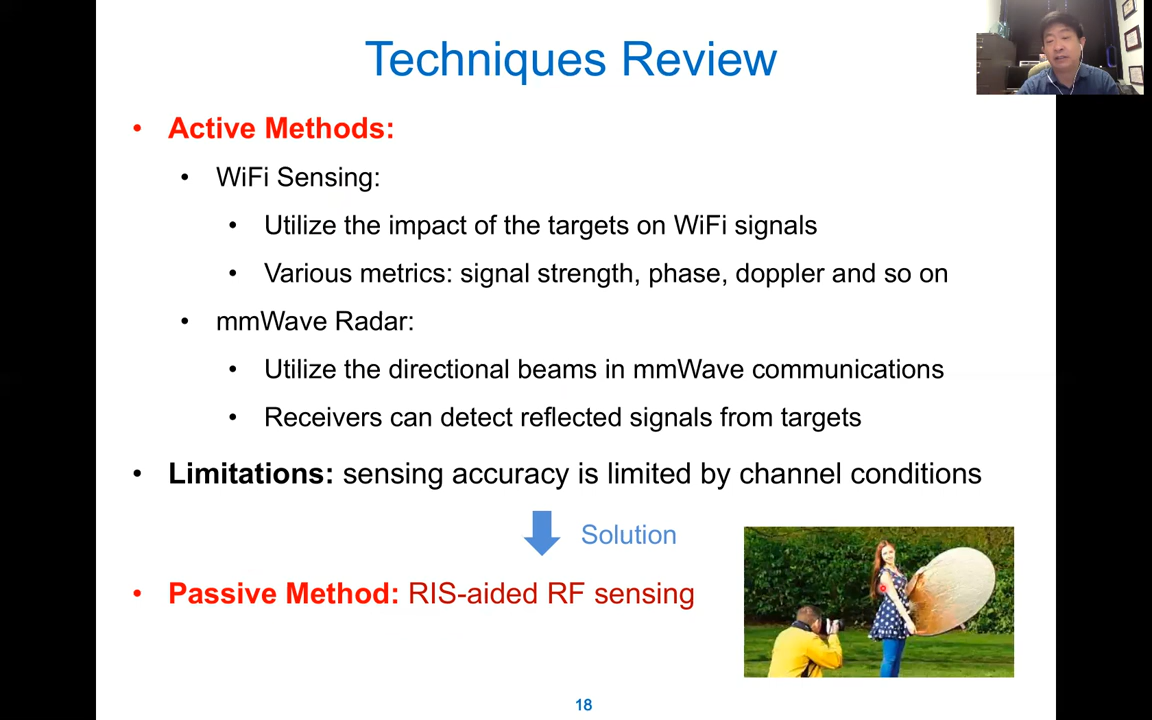 Techniques Review
• Active Methods:
• WiFi Sensing:
• Utilize the impact of the targets on WiFi signals
• Various metrics: signal strength, phase, doppler and so on
• mmWave Radar:
• Utilize the directional beams in mmWave communications
• Receivers can detect reflected signals from targets
• Limitations: sensing accuracy is limited by channel conditions
Solution
• Passive Method: RIS-aided RF sensing
18